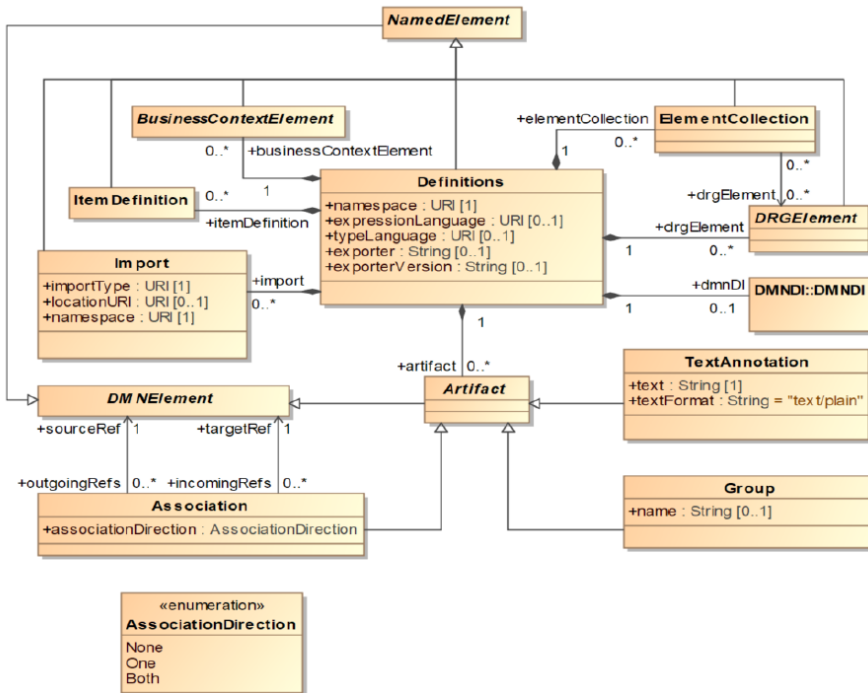 NamedElement
BusinessContextElement
0..*
+businessContextElement
1
+elementCollection
1
0..*
ElementCollection
0..*
+drgElement
0..*
ItemDefinition
0..*
+itemDefinition
Definitions
+namespace : URI [1]
+expressionLanguage : URI [0..1]
+typeLanguage : URI [0..1]
+exporter : String [0..1]
+exporterVersion : String [0..1]
+drgElement
1
0..*
DRGElement
Import
+importType : URI [1]
+locationURI : URI [0..1]
+namespace : URI [1]
+import
0..*
+dmnDI
1
0..1
DMNDI::DMNDI
1
+artifact
0..*
DMNElement
Artifact
TextAnnotation
+text : String [1]
+textFormat : String = "text/plain"
+sourceRef
1
+targetRef
1
+outgoingRefs
0..*
+incomingRefs
0..*
Association
+associationDirection : AssociationDirection
Group
+name : String [0..1]
«enumeration»
AssociationDirection
None
One
Both